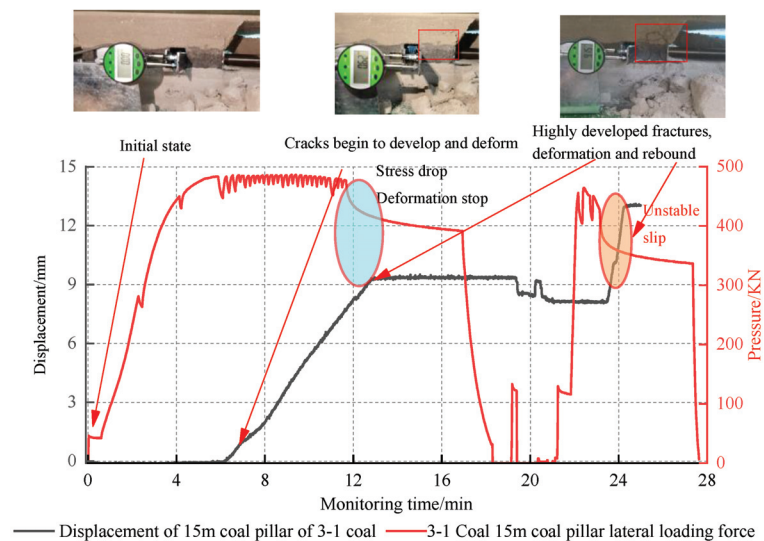 Initial state
Cracks begin to develop and deform
Highly developed fractures,
deformation and rebound
Stress drop
Deformation stop
Unstable
slip
15
12
9
6
3
0
Displacement/mm
500
400
300
200
100
0
Pressure/KN
0 4 8 12 16 20 24 28
Monitoring time/min
Displacement of 15m coal pillar of 3-1 coal
3-1 Coal 15m coal pillar lateral loading force